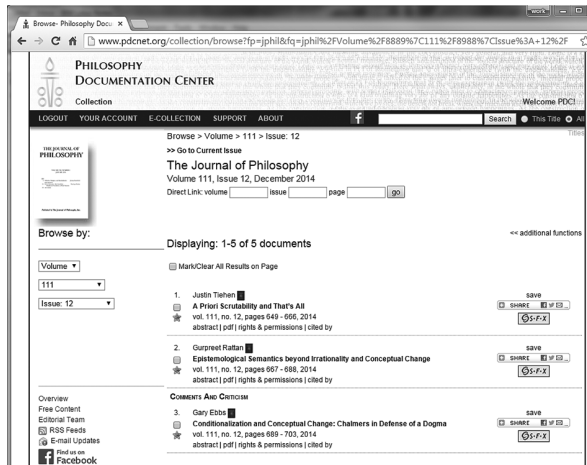 work
Browse- Philosophy Docu ×
www.pdcnet.org/collection/browse?fp=jphil&fq=jphil%2FVolume%2F8889%7C111%2F8988%7CIssue%3A+12%2F
PHILOSOPHY
DOCUMENTATION CENTER
Collection
Welcome PDC!
LOGOUT YOUR ACCOUNT E-COLLECTION SUPPORT ABOUT f Search This Title All
Titles
Browse > Volume > 111 > Issue: 12
>> Go to Current Issue
THE JOURNAL OF
PHILOSOPHY
The Journal of Philosophy
Volume 111, Issue 12, December 2014
Direct Link: volume issue page go
Browse by:
<< additional functions
Displaying: 1-5 of 5 documents
Volume
111
Issue: 12
Mark/Clear All Results on Page
1. Justin Tiehen
save
A Priori Scrutability and That's All
SHARE
vol. 111, no. 12, pages 649 - 666, 2014
S·F·X
abstract | pdf | rights & permissions | cited by
2. Gurpreet Rattan
save
Epistemological Semantics beyond Irrationality and Conceptual Change
SHARE
vol. 111, no. 12, pages 667 - 688, 2014
S·F·X
abstract | pdf | rights & permissions | cited by
COMMENTS AND CRITICISM
3. Gary Ebbs
save
Conditionalization and Conceptual Change: Chalmers in Defense of a Dogma
SHARE
vol. 111, no. 12, pages 689 - 703, 2014
S·F·X
abstract | pdf | rights & permissions | cited by
Overview
Free Content
Editorial Team
RSS Feeds
E-mail Updates
Find us on
Facebook